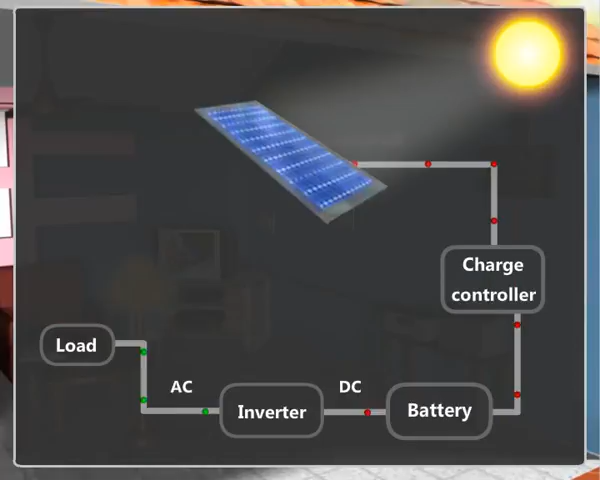 Charge
controller
Load
AC
DC
Inverter
Battery